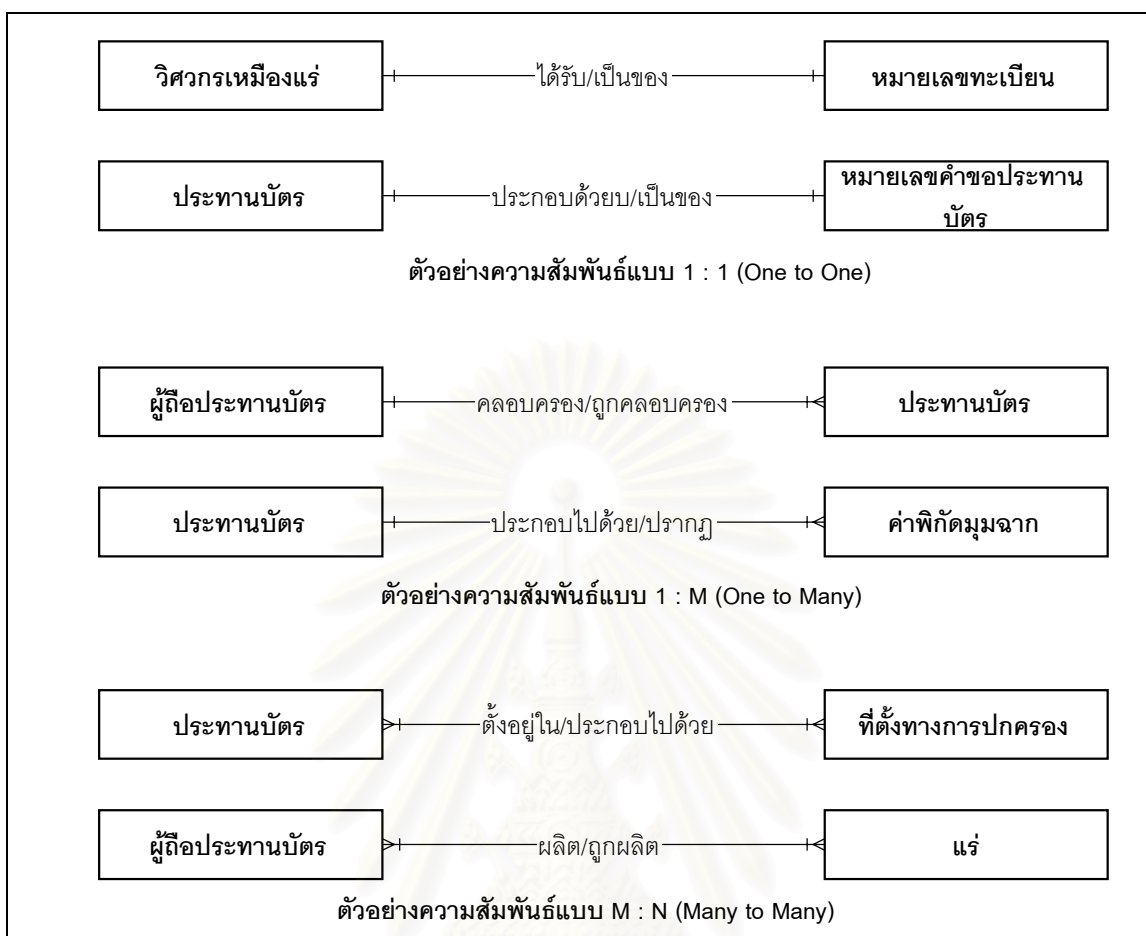 วิศวกรเหมืองแร่ ได้รับ/เป็นของ หมายเลขทะเบียน
ประทานบัตร ประกอบด้วยบ/เป็นของ หมายเลขคำขอประทาน
บัตร
ตัวอย่างความสัมพันธ์แบบ 1 : 1 (One to One)
ผู้ถือประทานบัตร คลอบครอง/ถูกคลอบครอง ประทานบัตร
ประทานบัตร ประกอบไปด้วย/ปรากฏ ค่าพิกัดมุมฉาก
ตัวอย่างความสัมพันธ์แบบ 1 : M (One to Many)
ประทานบัตร ตั้งอยู่ใน/ประกอบไปด้วย ที่ตั้งทางการปกครอง
ผู้ถือประทานบัตร ผลิต/ถูกผลิต แร่
ตัวอย่างความสัมพันธ์แบบ M : N (Many to Many)